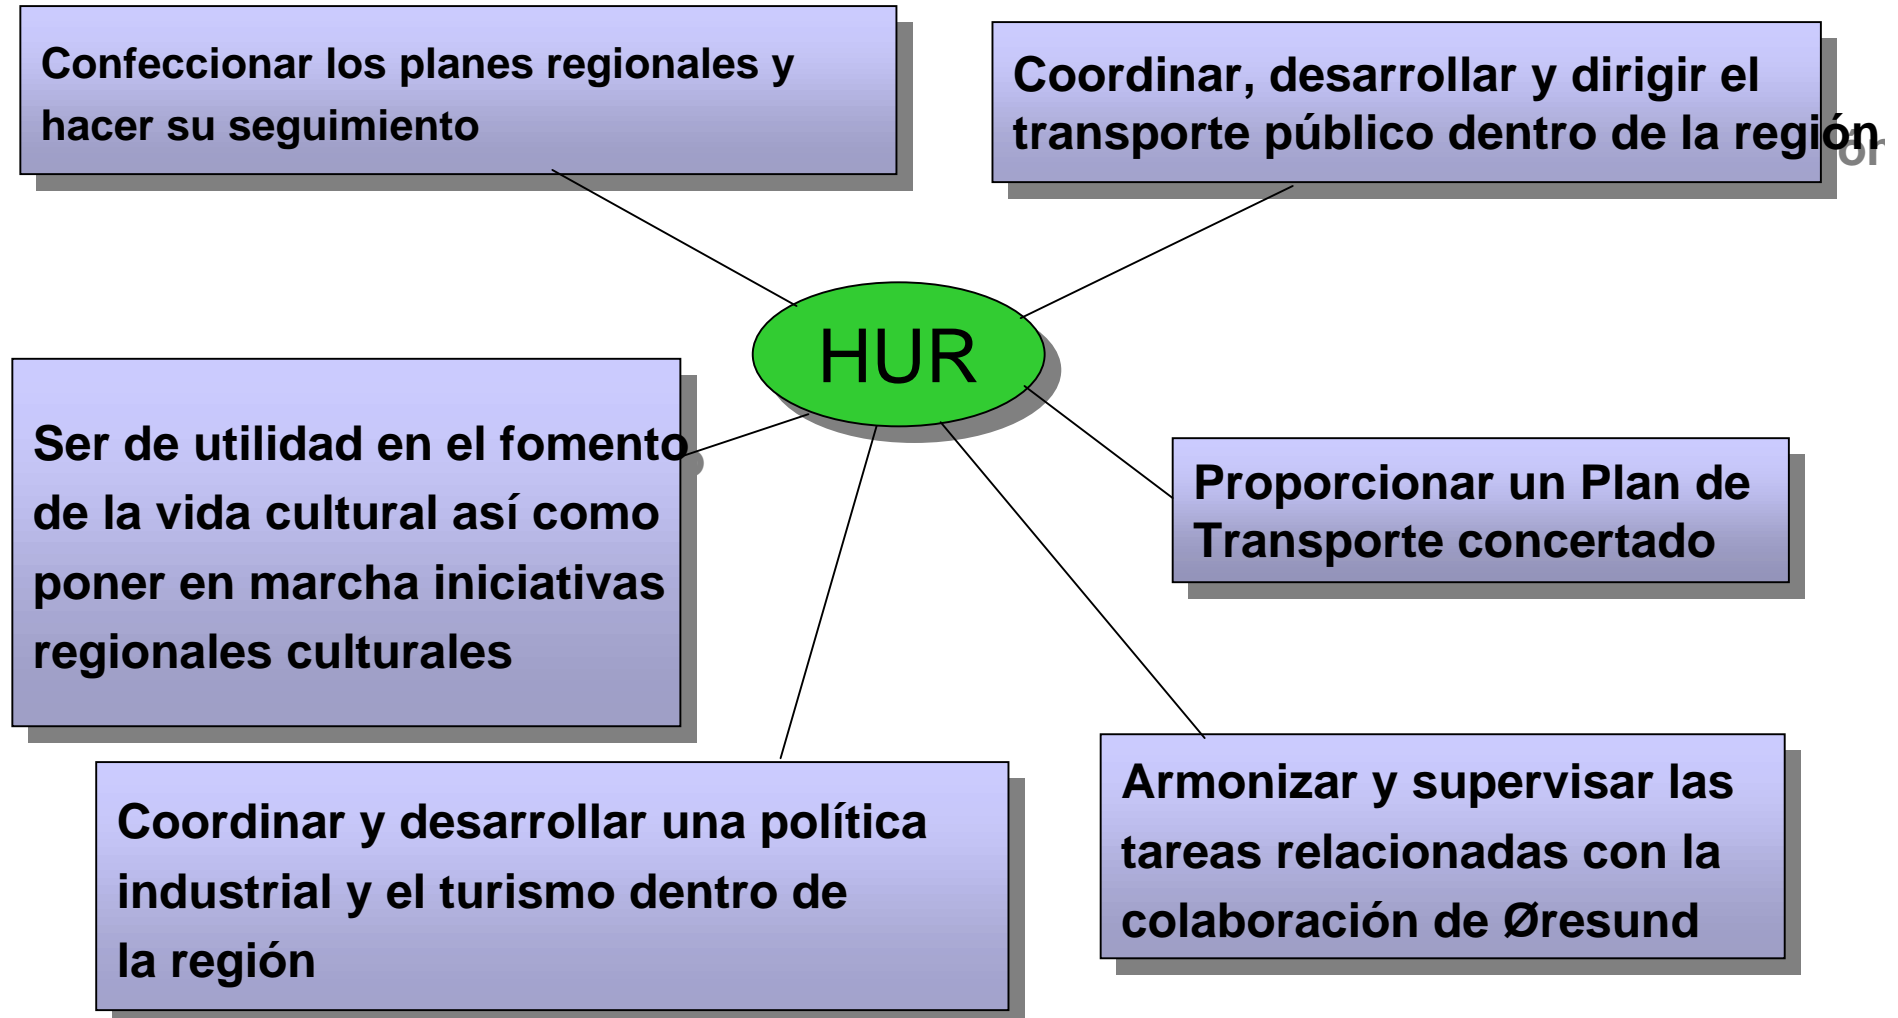 Confeccionar los planes regionales y
hacer su seguimiento
Coordinar, desarrollar y dirigir el
transporte público dentro de la región
HUR
Ser de utilidad en el fomento
de la vida cultural así como
poner en marcha iniciativas
regionales culturales
Proporcionar un Plan de
Transporte concertado
Coordinar y desarrollar una política
industrial y el turismo dentro de
la región
Armonizar y supervisar las
tareas relacionadas con la
colaboración de Øresund